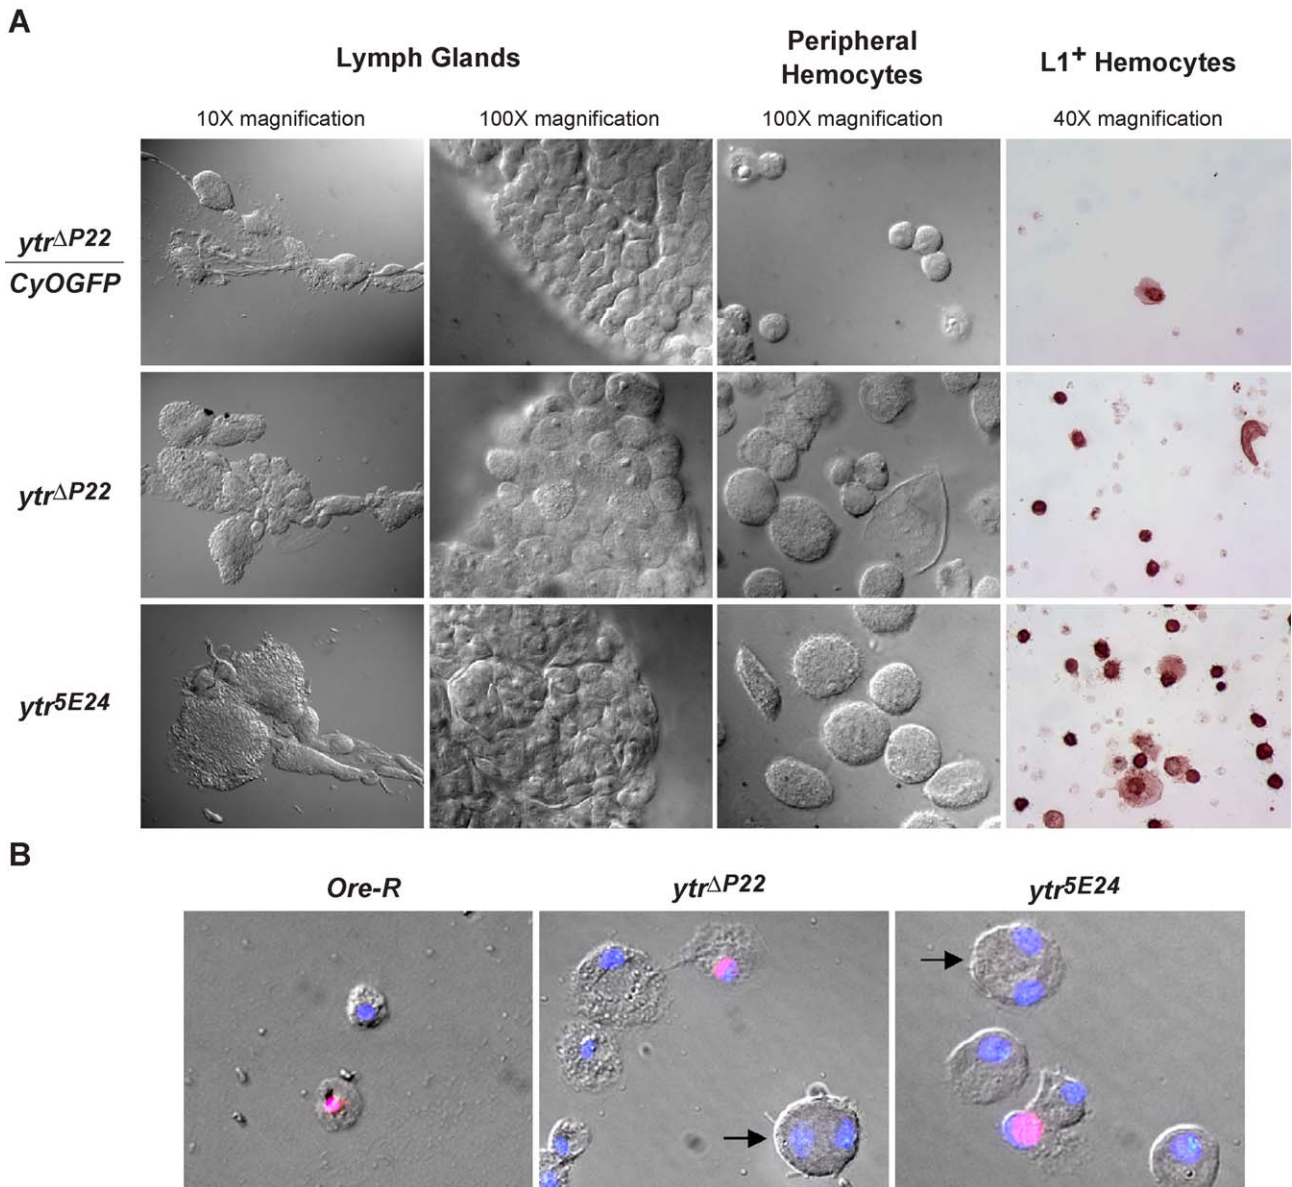 A
Lymph Glands
Peripheral
Hemocytes
L1+ Hemocytes
10X magnification
100X magnification
100X magnification
40X magnification
ytrΔP22
CyOGFP
ytrΔP22
ytr5E24
B
Ore-R
ytrΔP22
ytr5E24